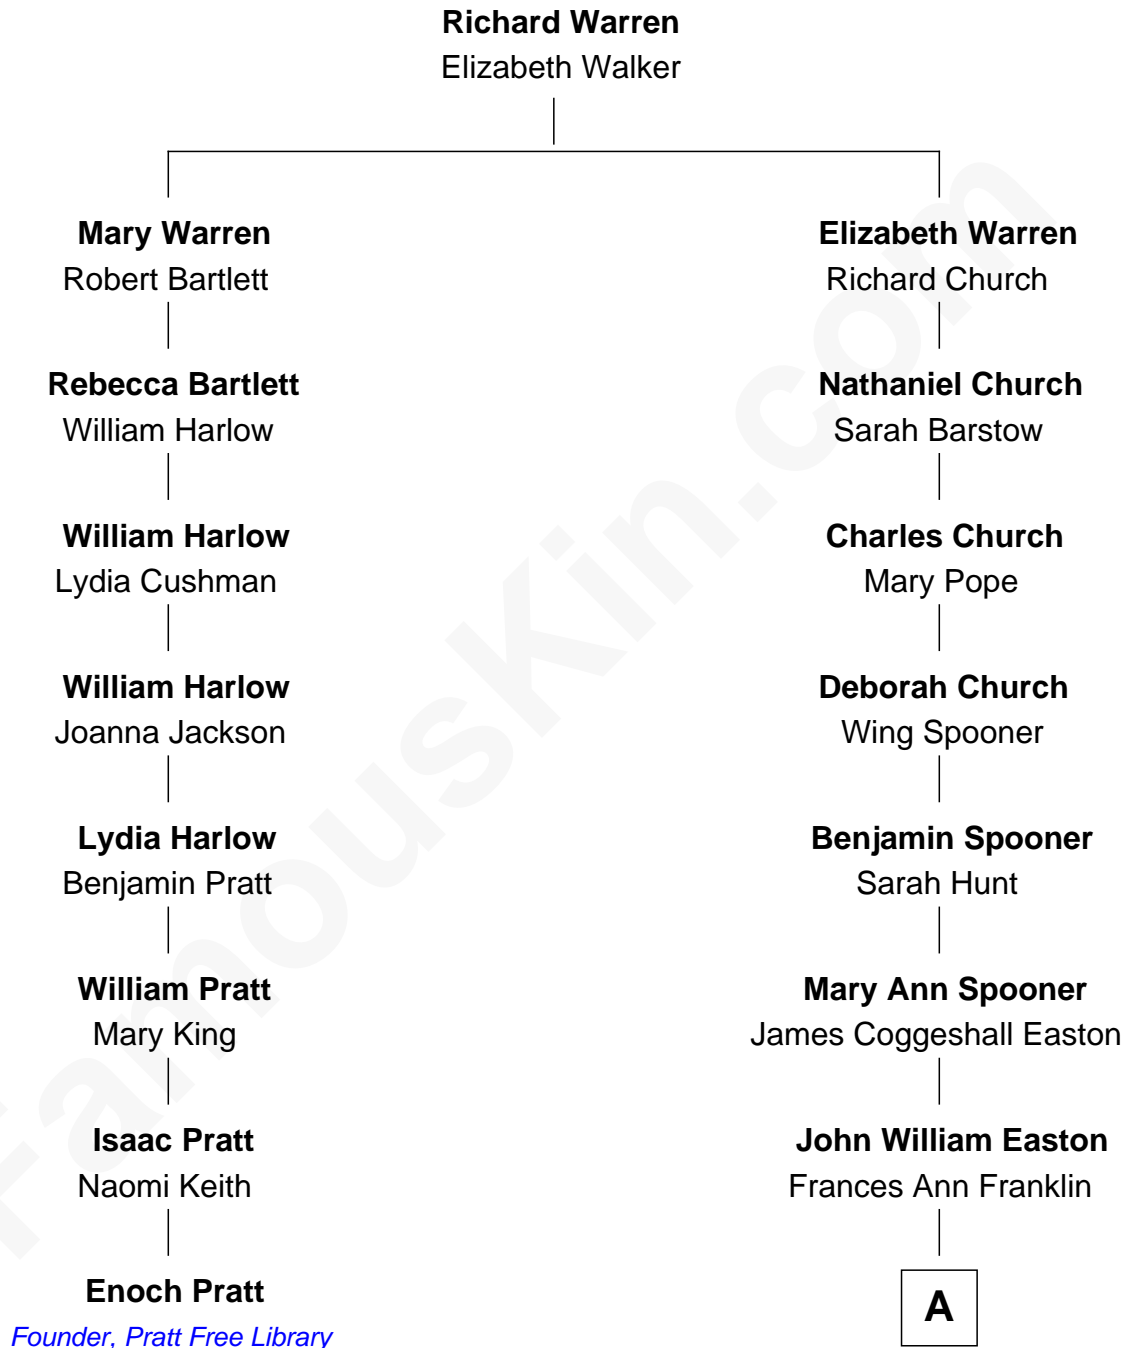 Richard Warren
Elizabeth Walker
Mary Warren
Robert Bartlett
Elizabeth Warren
Richard Church
Rebecca Bartlett
William Harlow
Nathaniel Church
Sarah Barstow
William Harlow
Lydia Cushman
Charles Church
Mary Pope
William Harlow
Joanna Jackson
Deborah Church
Wing Spooner
Lydia Harlow
Benjamin Pratt
Benjamin Spooner
Sarah Hunt
William Pratt
Mary King
Mary Ann Spooner
James Coggeshall Easton
Isaac Pratt
Naomi Keith
John William Easton
Frances Ann Franklin
Enoch Pratt
Founder, Pratt Free Library
A
FamousKin.com